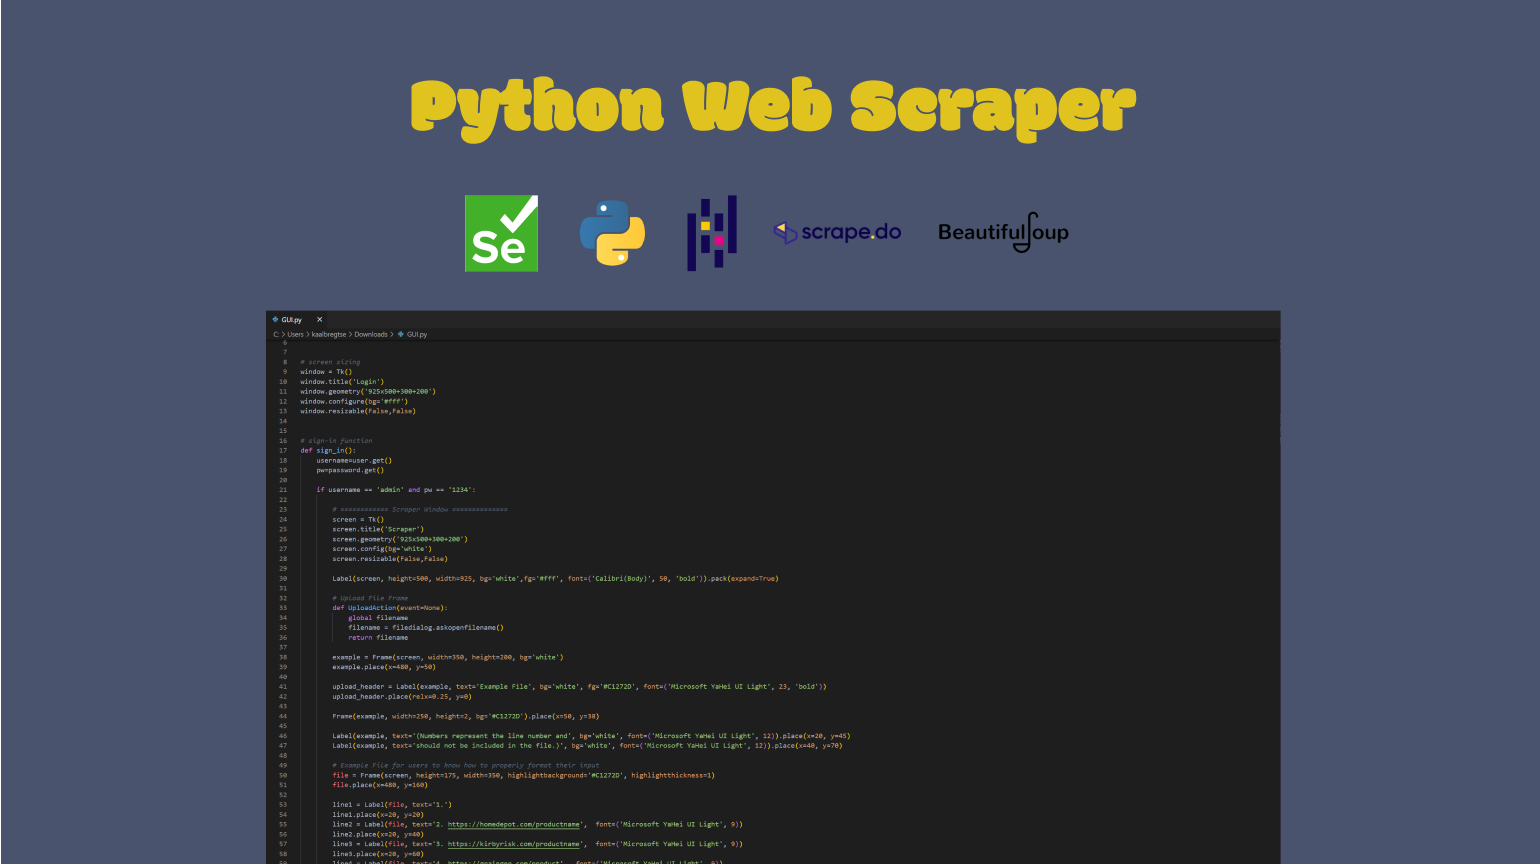 Python Web Scraper
Se
scrape.do
BeautifulSoup
GUI.py ×
C: > Users > kaalbregtse > Downloads > GUI.py
6
7
8 # screen sizing
9 window = Tk()
10 window.title('Login')
11 window.geometry('925x500+300+200')
12 window.configure(bg='#fff')
13 window.resizable(False,False)
14
15
16 # sign-in function
17 def sign_in():
18 username=user.get()
19 pw=password.get()
20
21 if username == 'admin' and pw == '1234':
22
23 # ============ Scraper Window ==============
24 screen = Tk()
25 screen.title('Scraper')
26 screen.geometry('925x500+300+200')
27 screen.config(bg='white')
28 screen.resizable(False,False)
29
30 Label(screen, height=500, width=925, bg='white',fg='#fff', font=('Calibri(Body)', 50, 'bold')).pack(expand=True)
31
32 # Upload File Frame
33 def UploadAction(event=None):
34 global filename
35 filename = filedialog.askopenfilename()
36 return filename
37
38 example = Frame(screen, width=350, height=200, bg='white')
39 example.place(x=480, y=50)
40
41 upload_header = Label(example, text='Example File', bg='white', fg='#C1272D', font=('Microsoft YaHei UI Light', 23, 'bold'))
42 upload_header.place(relx=0.25, y=0)
43
44 Frame(example, width=250, height=2, bg='#C1272D').place(x=50, y=38)
45
46 Label(example, text='(Numbers represent the line number and', bg='white', font=('Microsoft YaHei UI Light', 12)).place(x=20, y=45)
47 Label(example, text='should not be included in the file.)', bg='white', font=('Microsoft YaHei UI Light', 12)).place(x=40, y=70)
48
49 # Example File for users to know how to properly format their input
50 file = Frame(screen, height=175, width=350, highlightbackground='#C1272D', highlightthickness=1)
51 file.place(x=480, y=160)
52
53 line1 = Label(file, text='1.')
54 line1.place(x=20, y=20)
55 line2 = Label(file, text='2. https://homedepot.com/productname', font=('Microsoft YaHei UI Light', 9))
56 line2.place(x=20, y=40)
57 line3 = Label(file, text='3. https://kirbyrisk.com/productname', font=('Microsoft YaHei UI Light', 9))
58 line3.place(x=20, y=60)